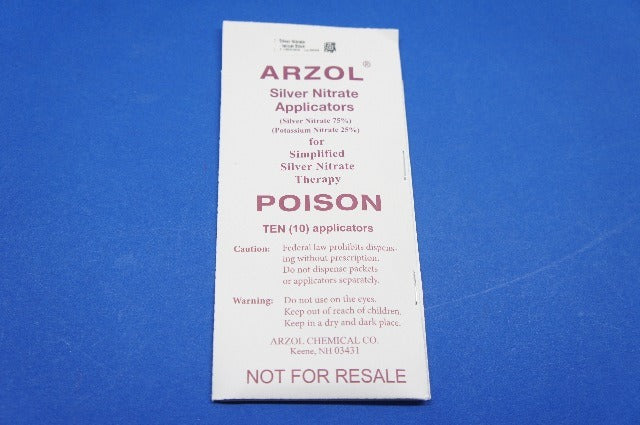 Silver Nitrate
ARZOL®
Silver Nitrate
Applicators
(Silver Nitrate 75%)
(Potassium Nitrate 25%)
for
Simplified
Silver Nitrate
Therapy
POISON
TEN (10) applicators
Caution: Federal law prohibits dispens-
ing without prescription.
Do not dispense packets
or applicators separately.
Warning: Do not use on the eyes.
Keep out of reach of children.
Keep in a dry and dark place.
ARZOL CHEMICAL CO.
Keene, NH 03431
NOT FOR RESALE